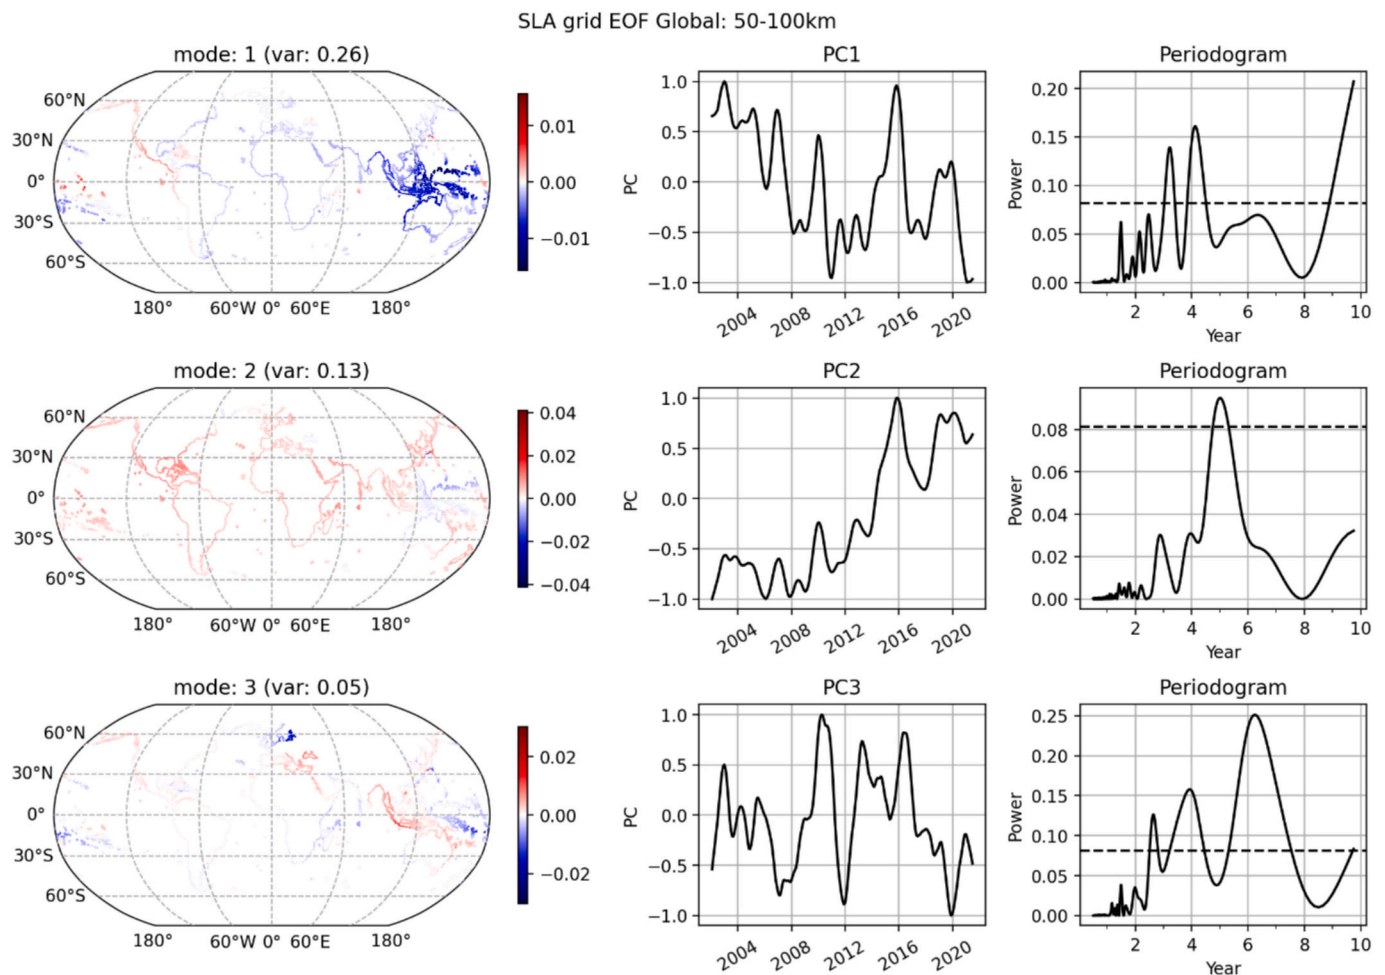 SLA grid EOF Global: 50-100km
mode: 1 (var: 0.26)
60°N
30°N
0°
30°S
60°S
180°
60°W 0° 60°E
180°
0.01
0.00
−0.01
PC1
PC
1.0
0.5
0.0
−0.5
−1.0
2004
2008
2012
2016
2020
Periodogram
Power
0.20
0.15
0.10
0.05
0.00
2
4
6
8
10
Year
mode: 2 (var: 0.13)
60°N
30°N
0°
30°S
60°S
180°
60°W 0° 60°E
180°
0.04
0.02
0.00
−0.02
−0.04
PC2
PC
1.0
0.5
0.0
−0.5
−1.0
2004
2008
2012
2016
2020
Periodogram
Power
0.08
0.06
0.04
0.02
0.00
2
4
6
8
10
Year
mode: 3 (var: 0.05)
60°N
30°N
0°
30°S
60°S
180°
60°W 0° 60°E
180°
0.02
0.00
−0.02
PC3
PC
1.0
0.5
0.0
−0.5
−1.0
2004
2008
2012
2016
2020
Periodogram
Power
0.25
0.20
0.15
0.10
0.05
0.00
2
4
6
8
10
Year